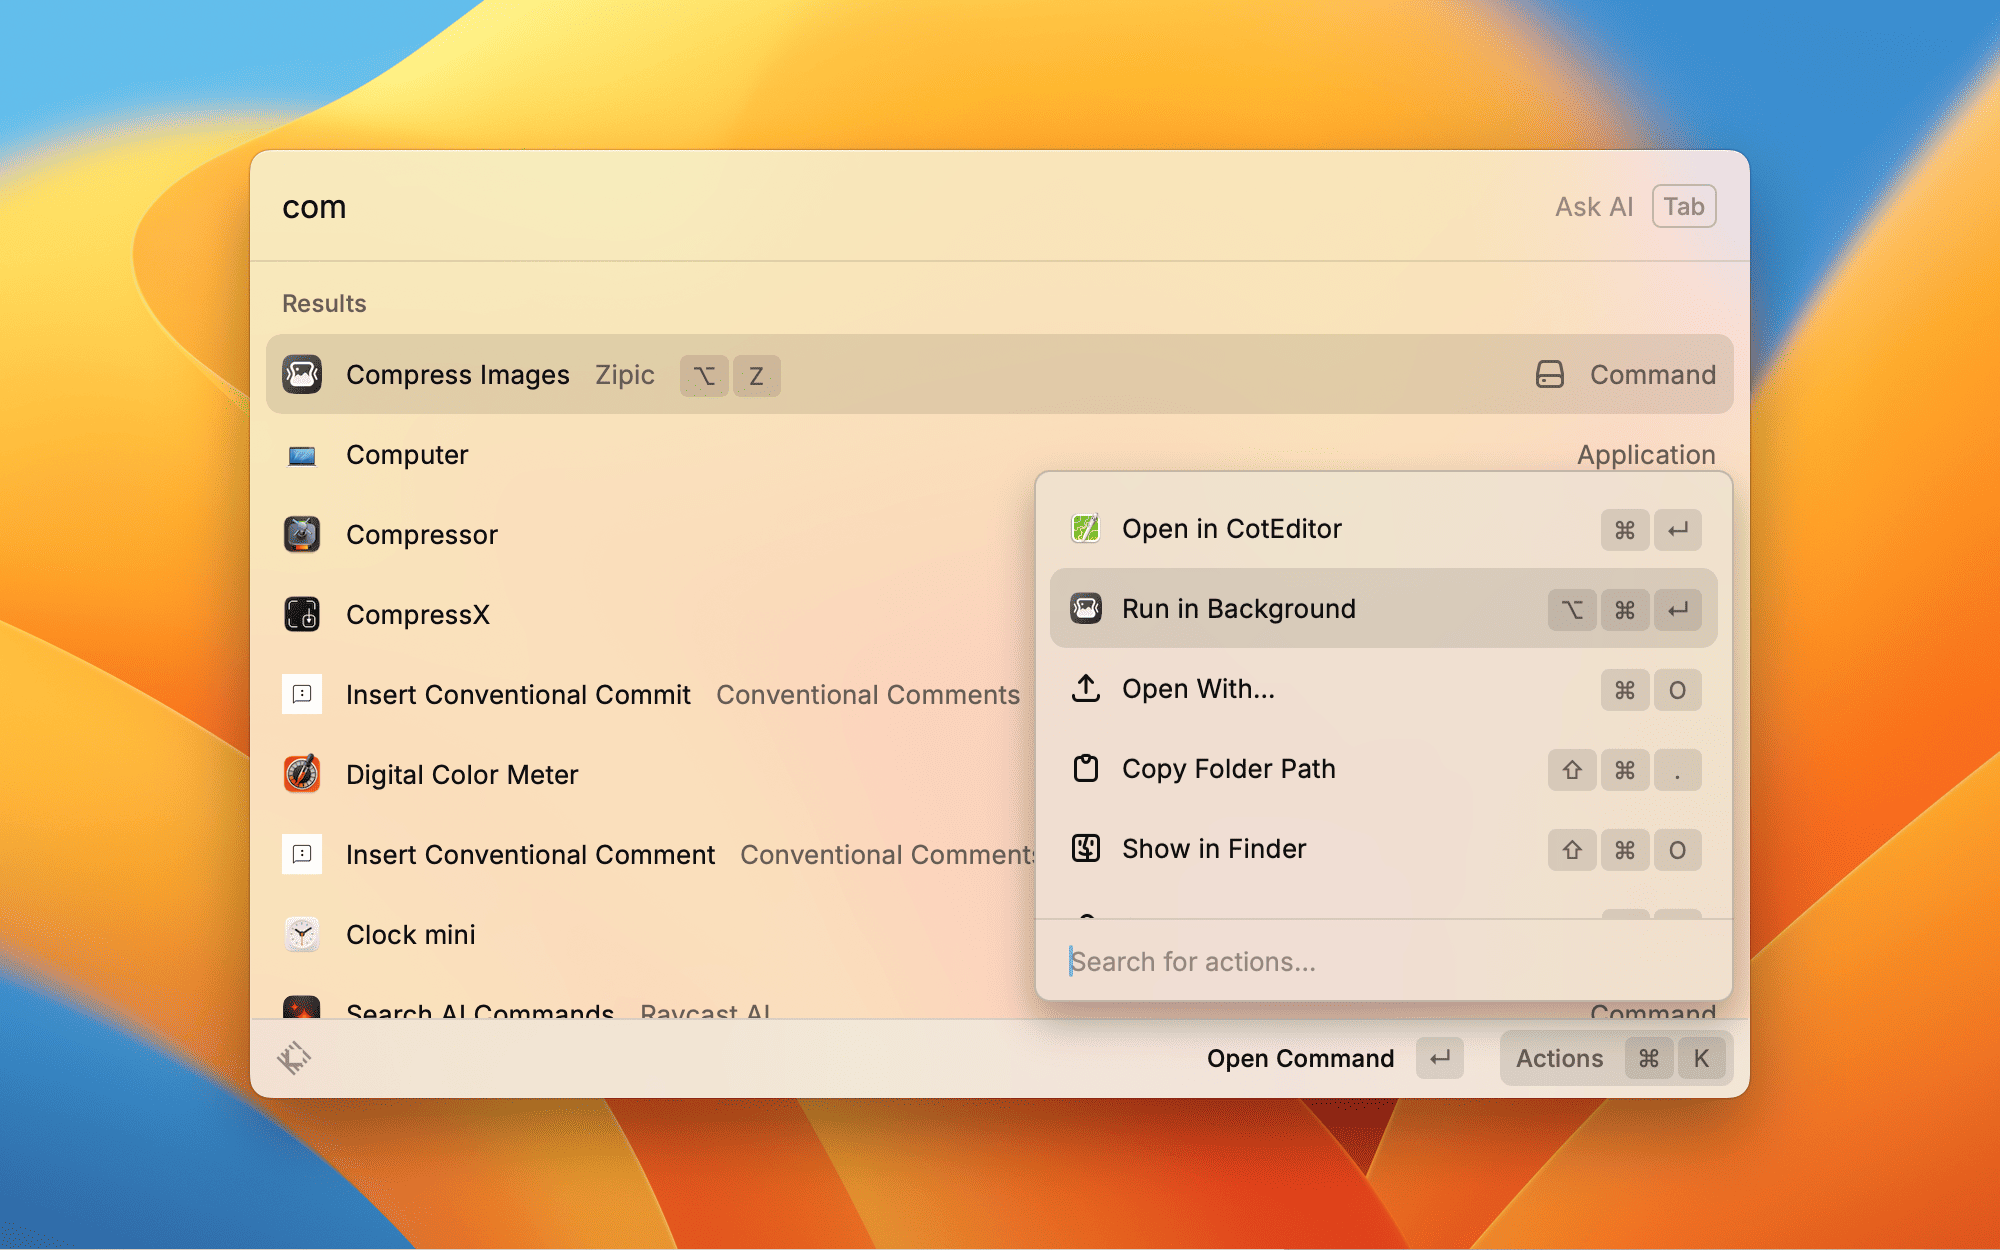 com
Ask AI Tab
Results
Compress Images Zipic ⌥ Z Command
Computer Application
Compressor
CompressX
Insert Conventional Commit Conventional Comments
Digital Color Meter
Insert Conventional Comment Conventional Comments
Clock mini
Search AI Commands Raycast AI Command
Open in CotEditor ⌘ ↵
Run in Background ⌥ ⌘ ↵
Open With... ⌘ O
Copy Folder Path ⇧ ⌘ .
Show in Finder ⇧ ⌘ O
Search for actions...
Open Command ↵ Actions ⌘ K